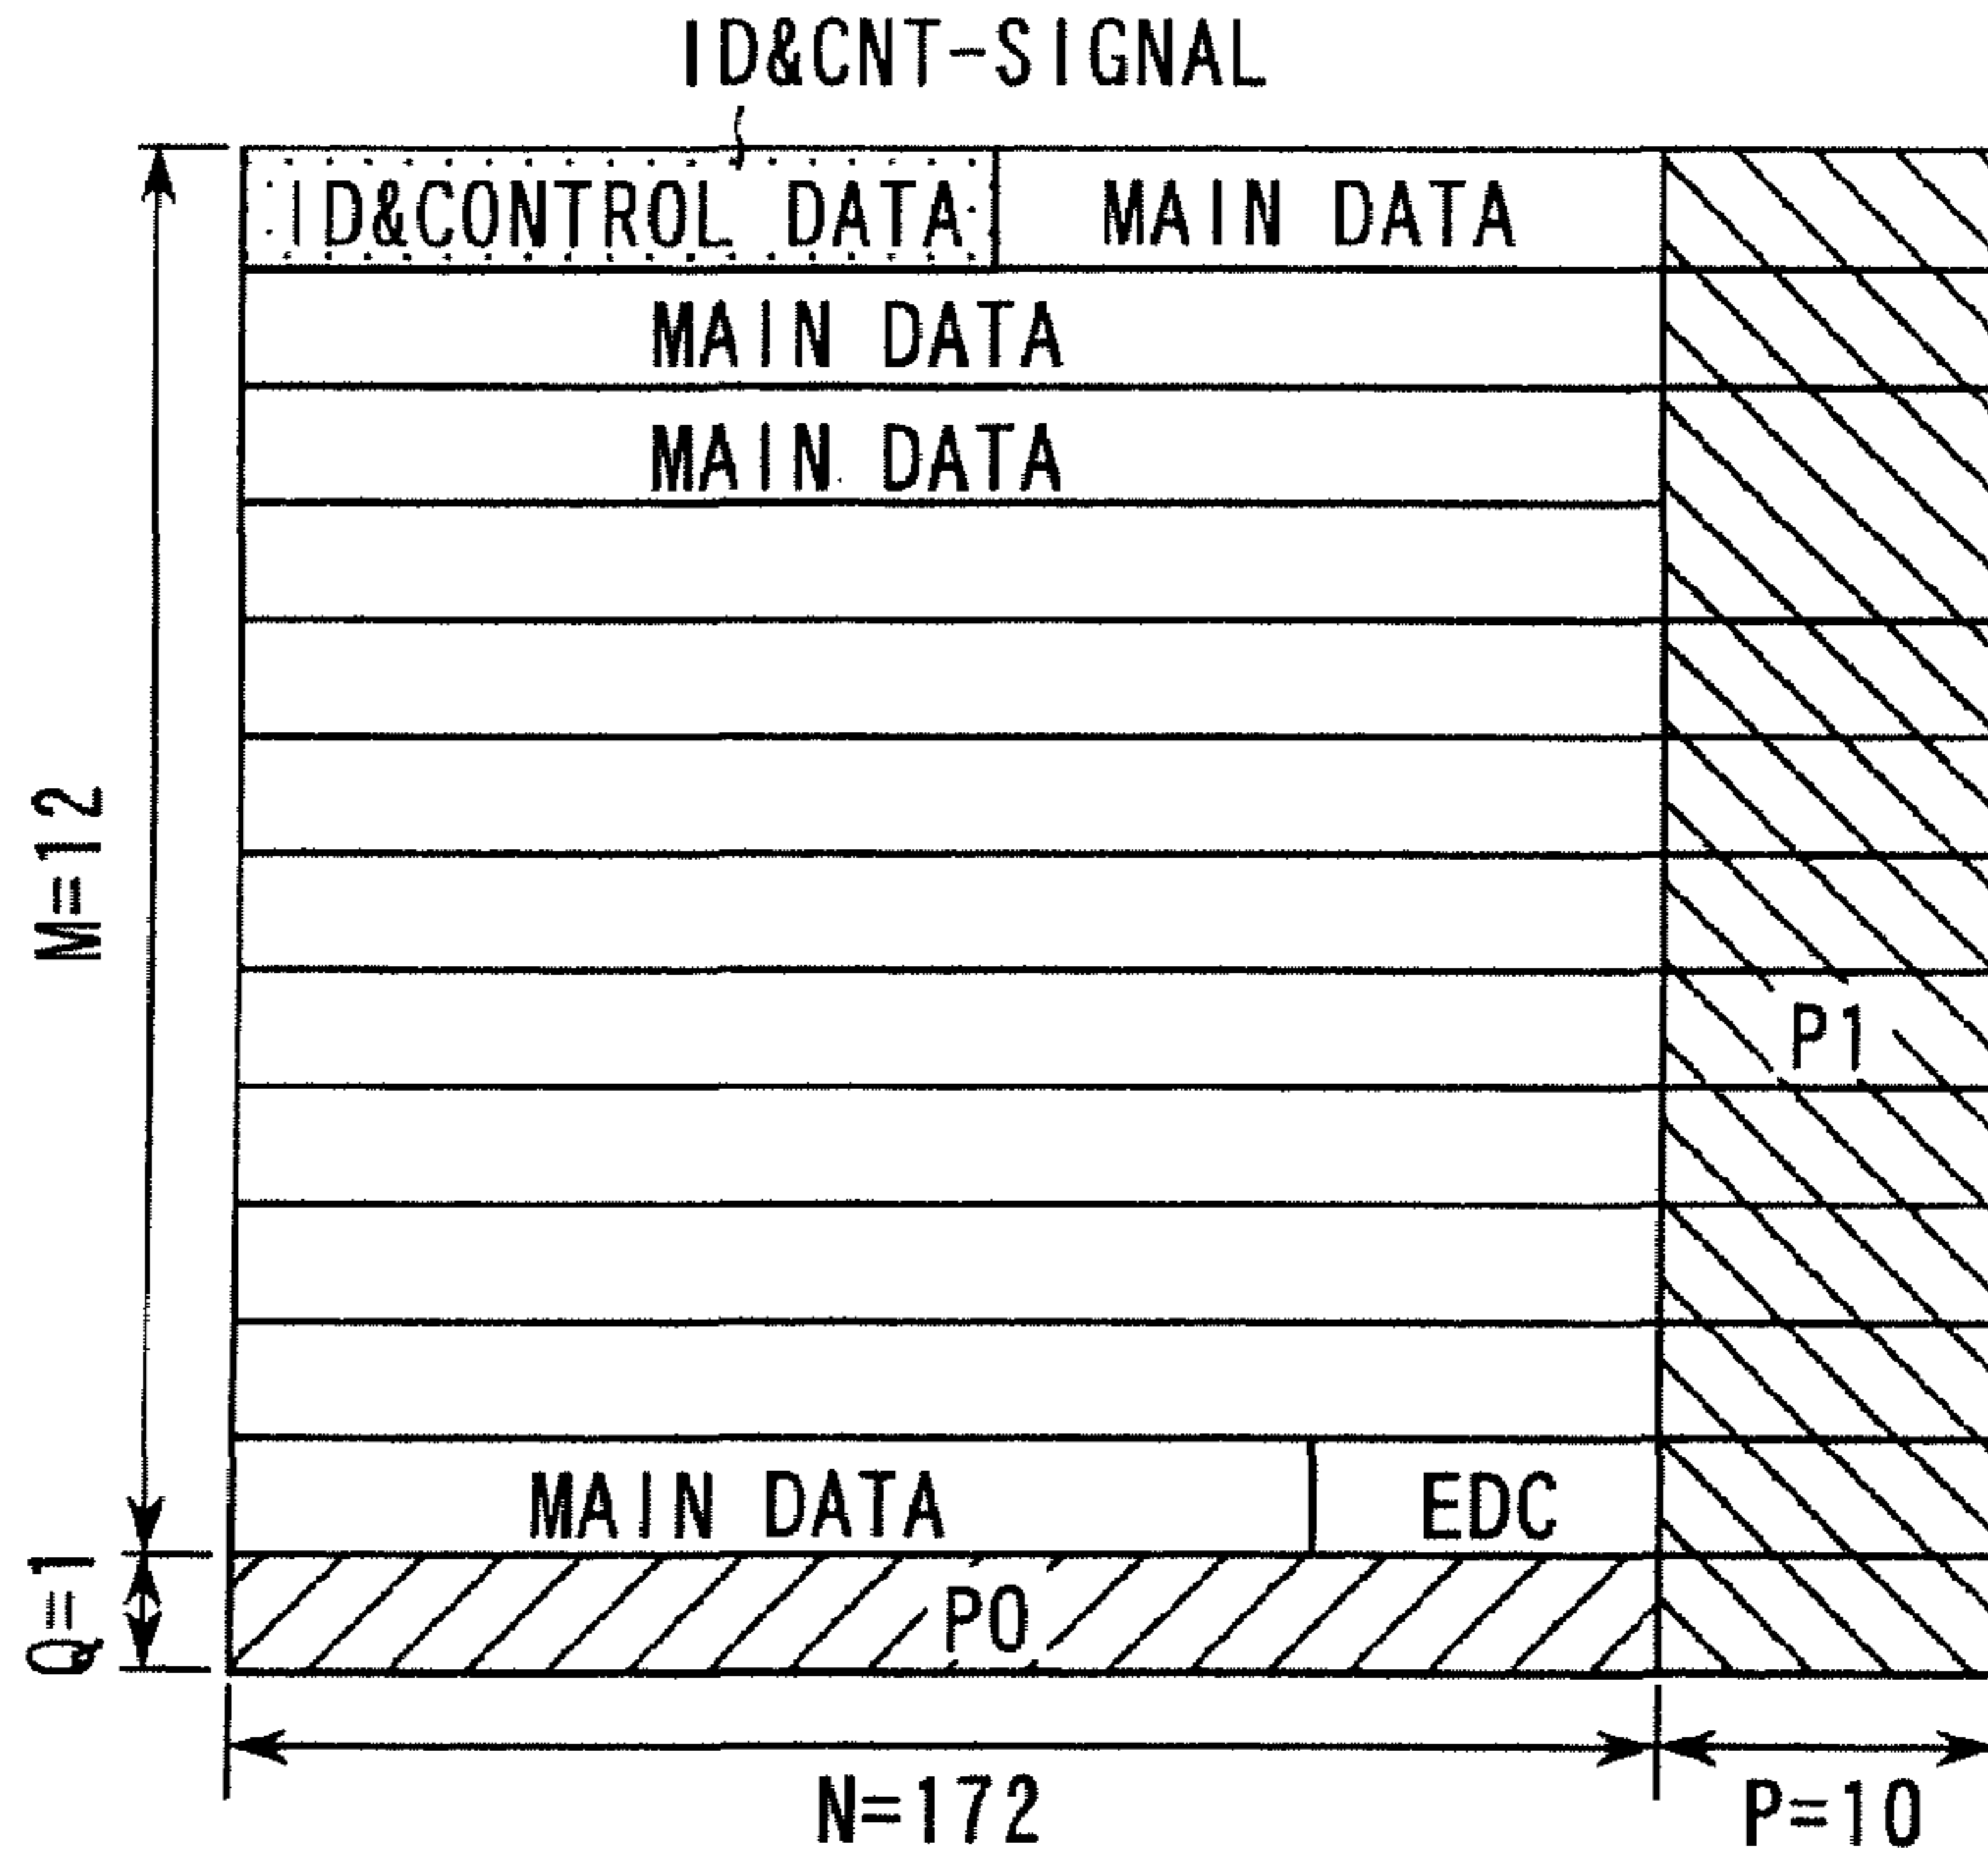 ID&CNT-SIGNAL
ID&CONTROL DATA MAIN DATA
MAIN DATA
MAIN DATA
M=12
P1
MAIN DATA EDC
Q=1
PO
N=172
P=10